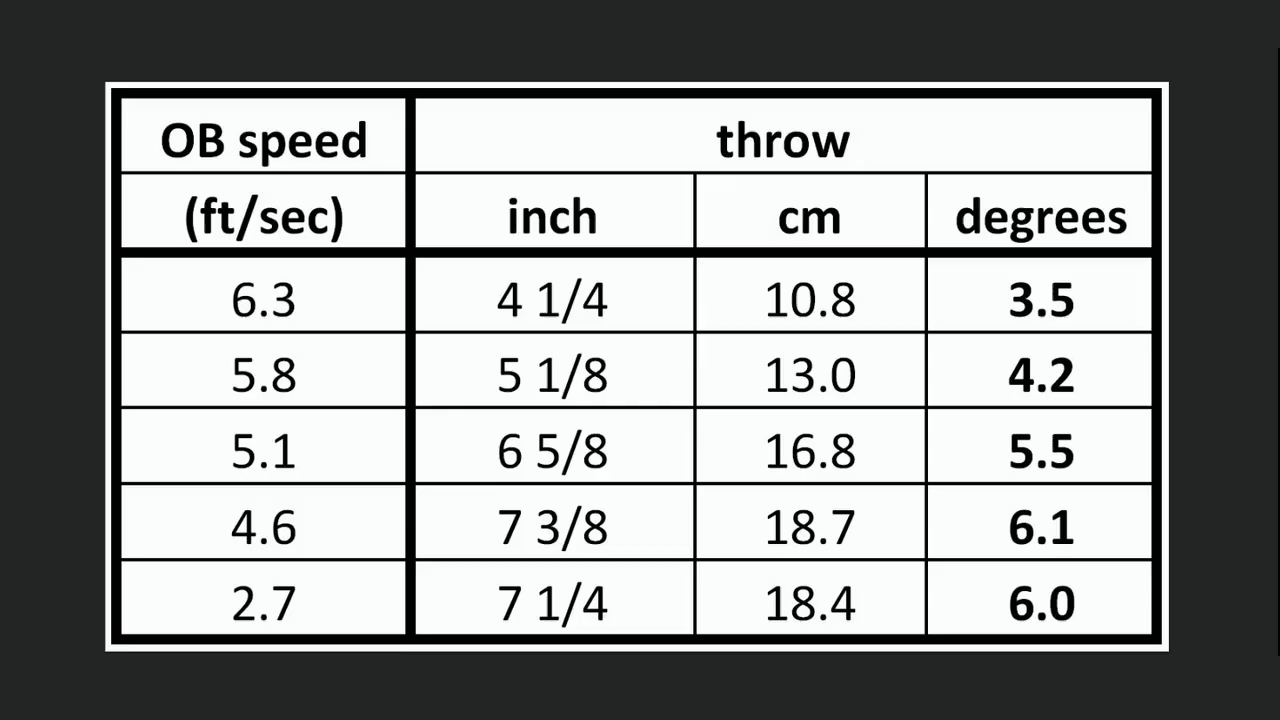 OB speed throw
(ft/sec) inch cm degrees
6.3 4 1/4 10.8 3.5
5.8 5 1/8 13.0 4.2
5.1 6 5/8 16.8 5.5
4.6 7 3/8 18.7 6.1
2.7 7 1/4 18.4 6.0